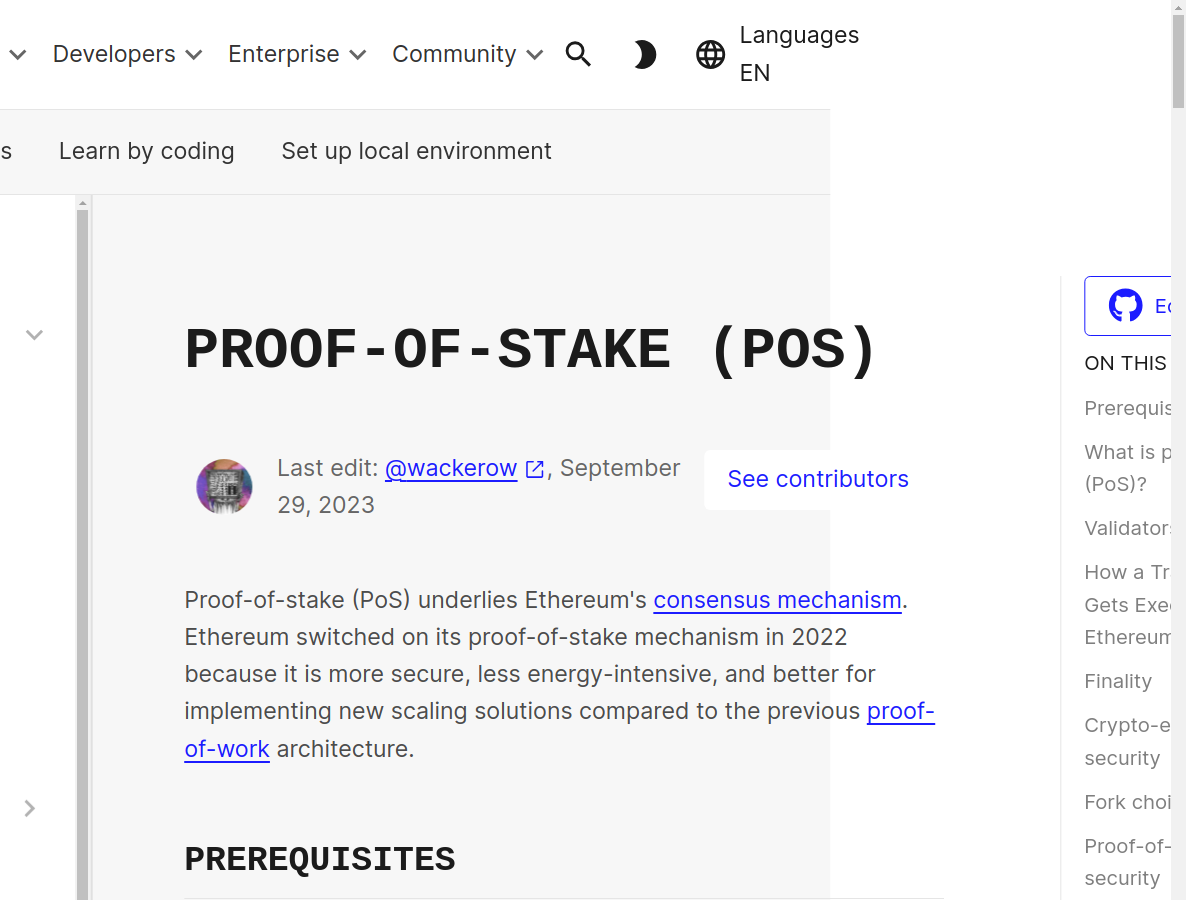 Developers Enterprise Community Languages
EN
s Learn by coding Set up local environment
PROOF-OF-STAKE (POS)
Last edit: @wackerow, September
29, 2023
See contributors
Proof-of-stake (PoS) underlies Ethereum's consensus mechanism.
Ethereum switched on its proof-of-stake mechanism in 2022
because it is more secure, less energy-intensive, and better for
implementing new scaling solutions compared to the previous proof-
of-work architecture.
PREREQUISITES
ON THIS
Prerequis
What is p
(PoS)?
Validator
How a Tr
Gets Exe
Ethereum
Finality
Crypto-e
security
Fork choi
Proof-of-
security